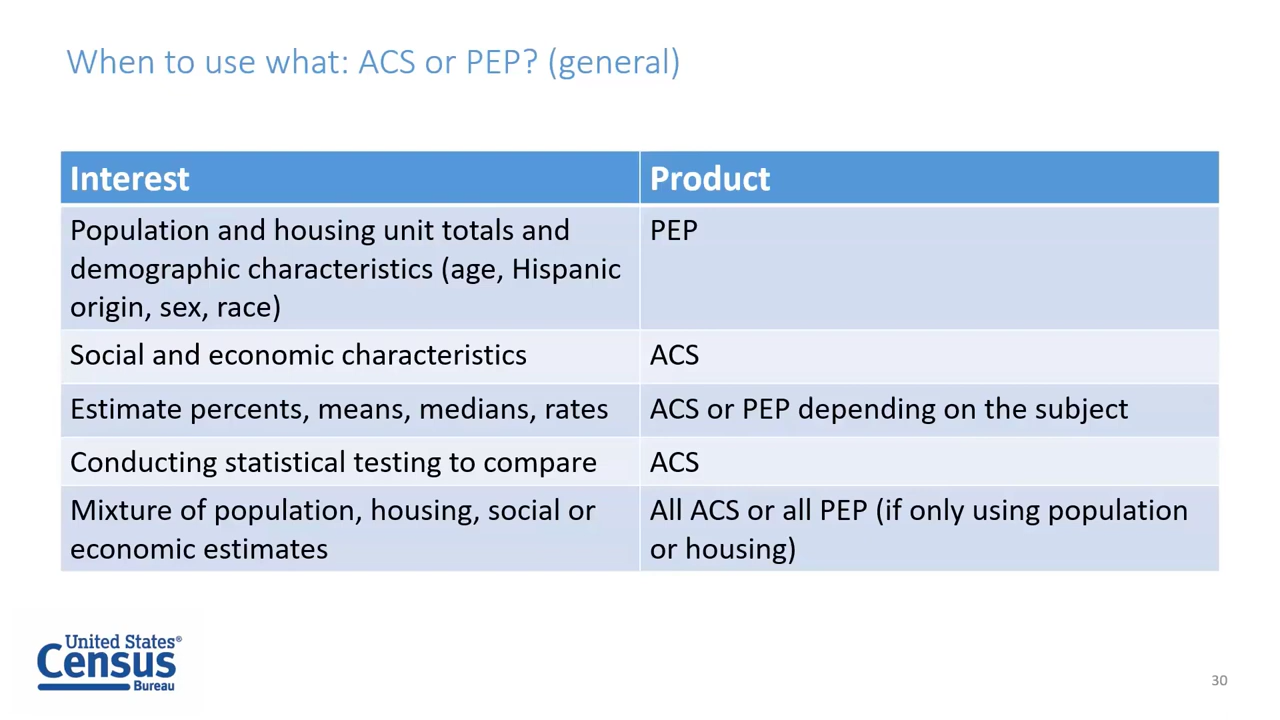 When to use what: ACS or PEP? (general)
Interest
Product
Population and housing unit totals and
demographic characteristics (age, Hispanic
origin, sex, race)
PEP
Social and economic characteristics
ACS
Estimate percents, means, medians, rates
ACS or PEP depending on the subject
Conducting statistical testing to compare
ACS
Mixture of population, housing, social or
economic estimates
All ACS or all PEP (if only using population
or housing)
United States®
Census
Bureau
30